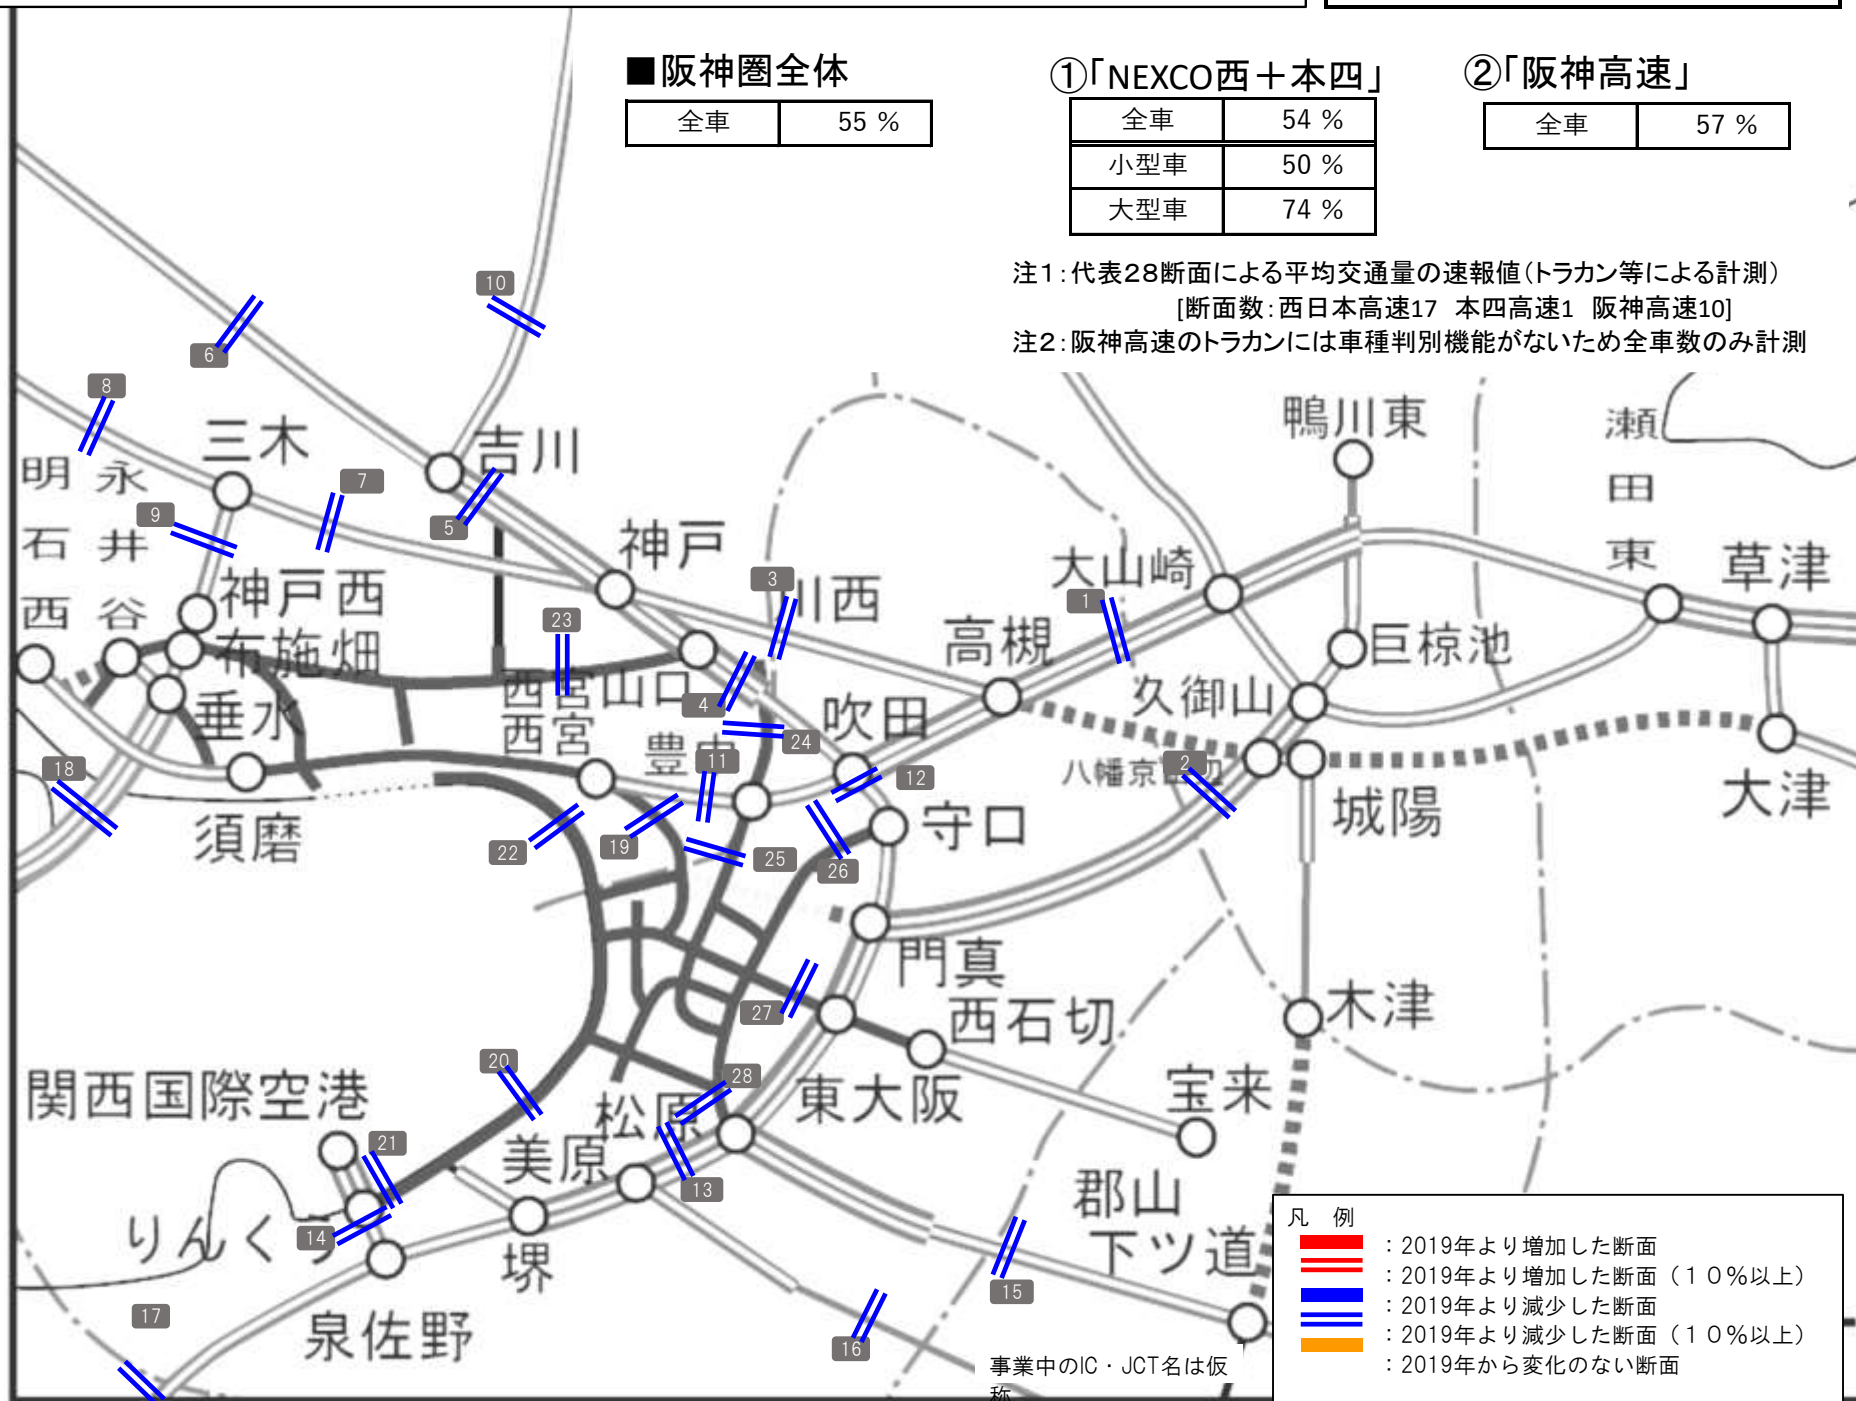 ■阪神圏全体
全車 55 %
①「NEXCO西＋本四」
全車 54 %
小型車 50 %
大型車 74 %
②「阪神高速」
全車 57 %
注1：代表28断面による平均交通量の速報値（トラカン等による計測）
[断面数：西日本高速17 本四高速1 阪神高速10]
注2：阪神高速のトラカンには車種判別機能がないため全車数のみ計測
10
6
8
三木
吉川
鴨川東
瀬田東
明石西
永井谷
7
9
5
神戸
3
川西
大山崎
1
草津
神戸西
布施畑
23
高槻
巨椋池
西宮山口
4
久御山
垂水
西宮
吹田
24
豊中
11
12
18
八幡京田辺
2
大津
須磨
22
19
25
26
守口
城陽
門真
27
西石切
木津
20
28
関西国際空港
松原
東大阪
宝来
21
美原
13
郡山
下ツ道
りんくう
14
堺
15
17
泉佐野
16
事業中のIC・JCT名は仮
称
凡 例
：2019年より増加した断面
：2019年より増加した断面（１０％以上）
：2019年より減少した断面
：2019年より減少した断面（１０％以上）
：2019年から変化のない断面